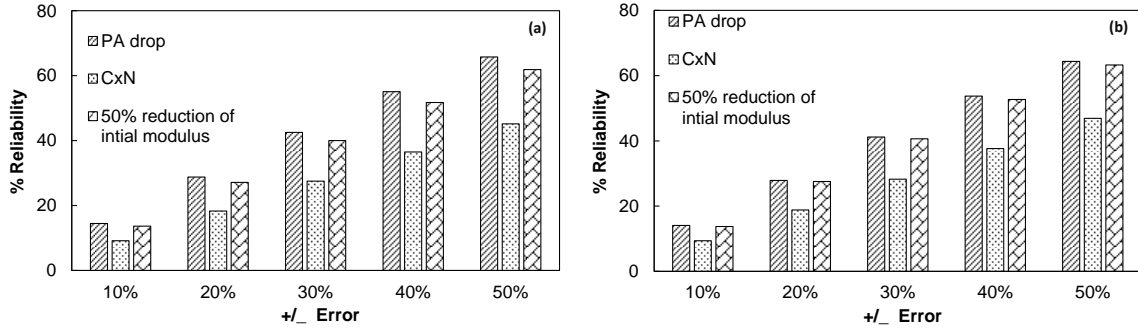 80
(a)
PA drop
60
CxN
50% reduction of
intial modulus
40
20
0
% Reliability
10% 20% 30% 40% 50%
+/_ Error
80
(b)
PA drop
60
CxN
50% reduction of
intial modulus
40
20
0
% Reliability
10% 20% 30% 40% 50%
+/_ Error